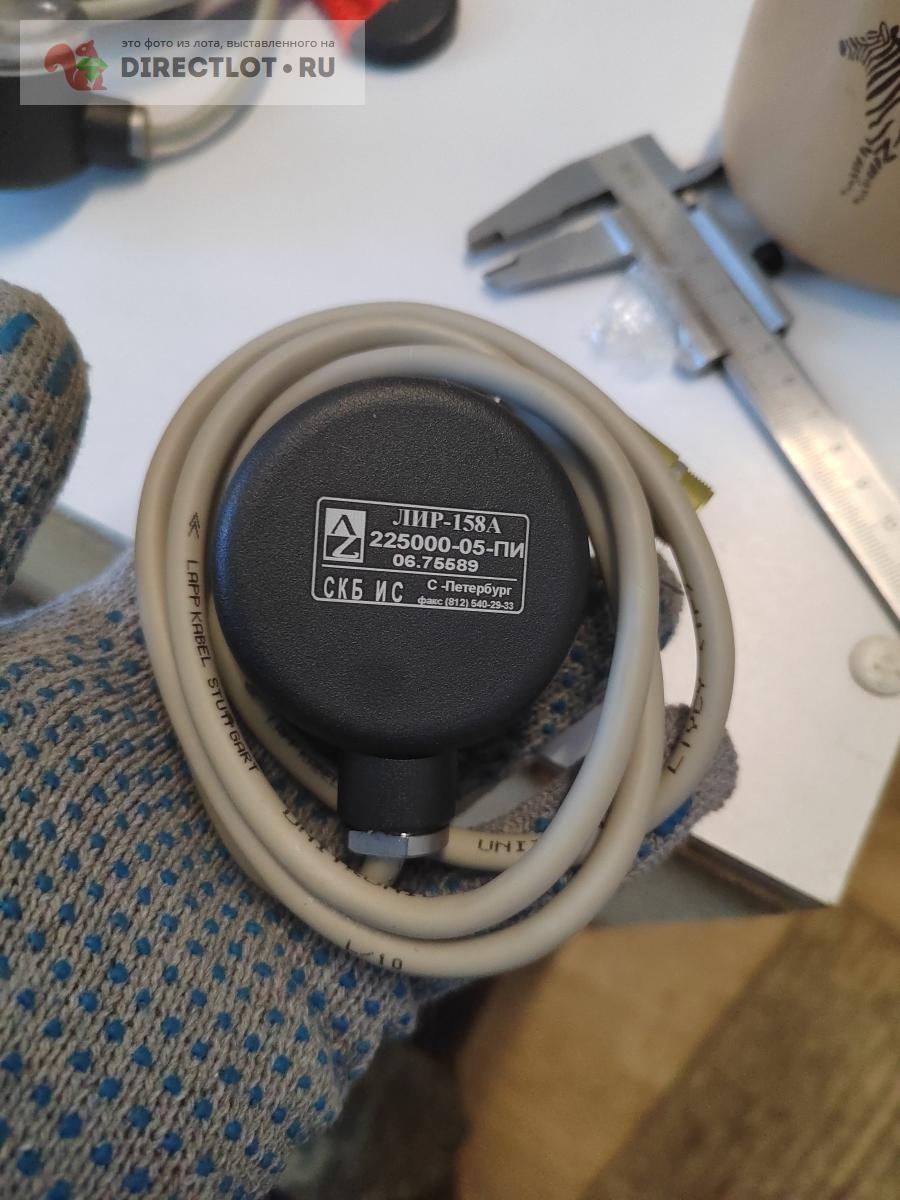 это фото из лота, выставленного на
DIRECTLOT•RU
ЛИР-158А
225000-05-ПИ
06.75589
СКБ ИС
С -Петербург
факс (812) 540-29-33
LAPP KABEL STUTTGART